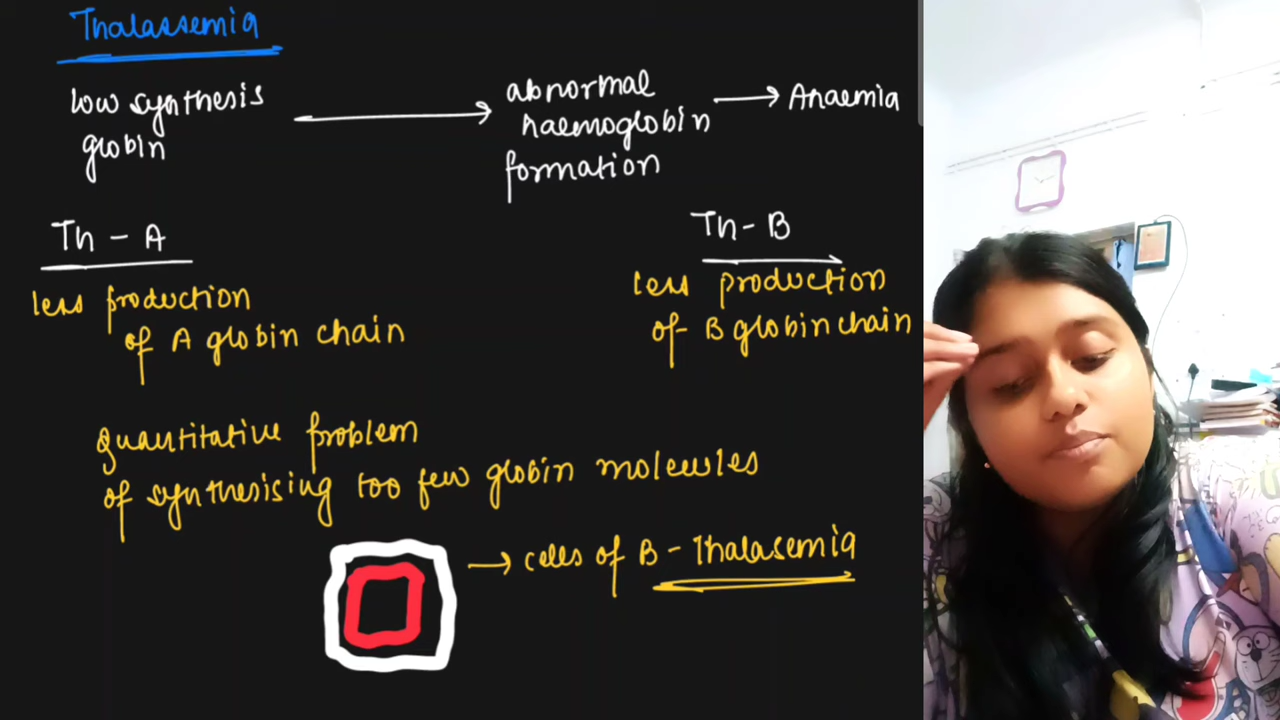 Thalassemia
low synthesis
globin
abnormal
haemoglobin
formation
Anaemia
Th - A
less production
of A globin chain
Th - B
less production
of B globin chain
quantitative problem
of synthesising too few globin molecules
cells of B - Thalasemia